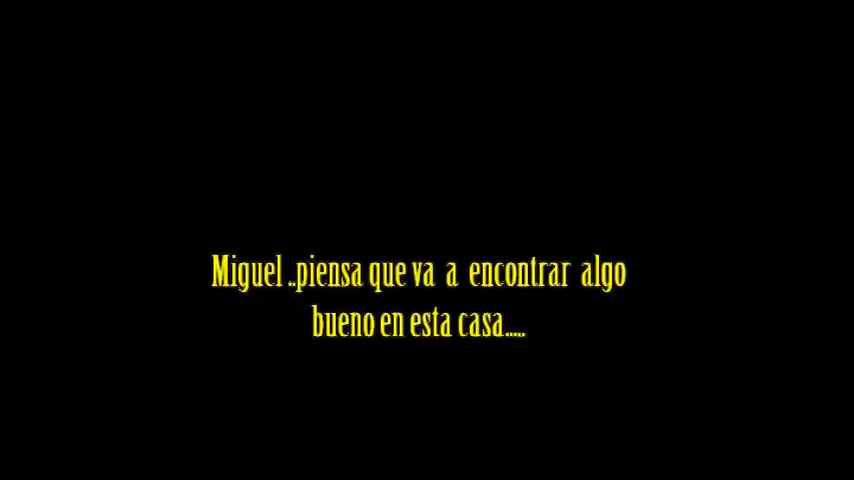 Miguel ..piensa que va a encontrar algo
bueno en esta casa.....